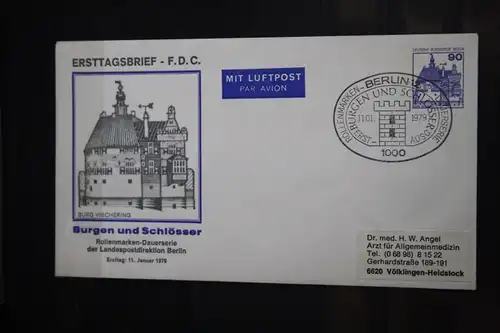 ERSTTAGSBRIEF - F.D.C.
MIT LUFTPOST
PAR AVION
DEUTSCHE BUNDESPOST BERLIN
90
BERLIN
ROLLENMARKEN-
BURGEN UND SCHLÖSSER
11.01.
1979
1000
BURG VISCHERING
Burgen und Schlösser
Rollenmarken-Dauerserie
der Landespostdirektion Berlin
Ersttag: 11. Januar 1979
Dr. med. H. W. Angel
Arzt für Allgemeinmedizin
Tel. (0 68 98) 8 15 22
Gerhardstraße 189-191
6620 Völklingen-Heidstock